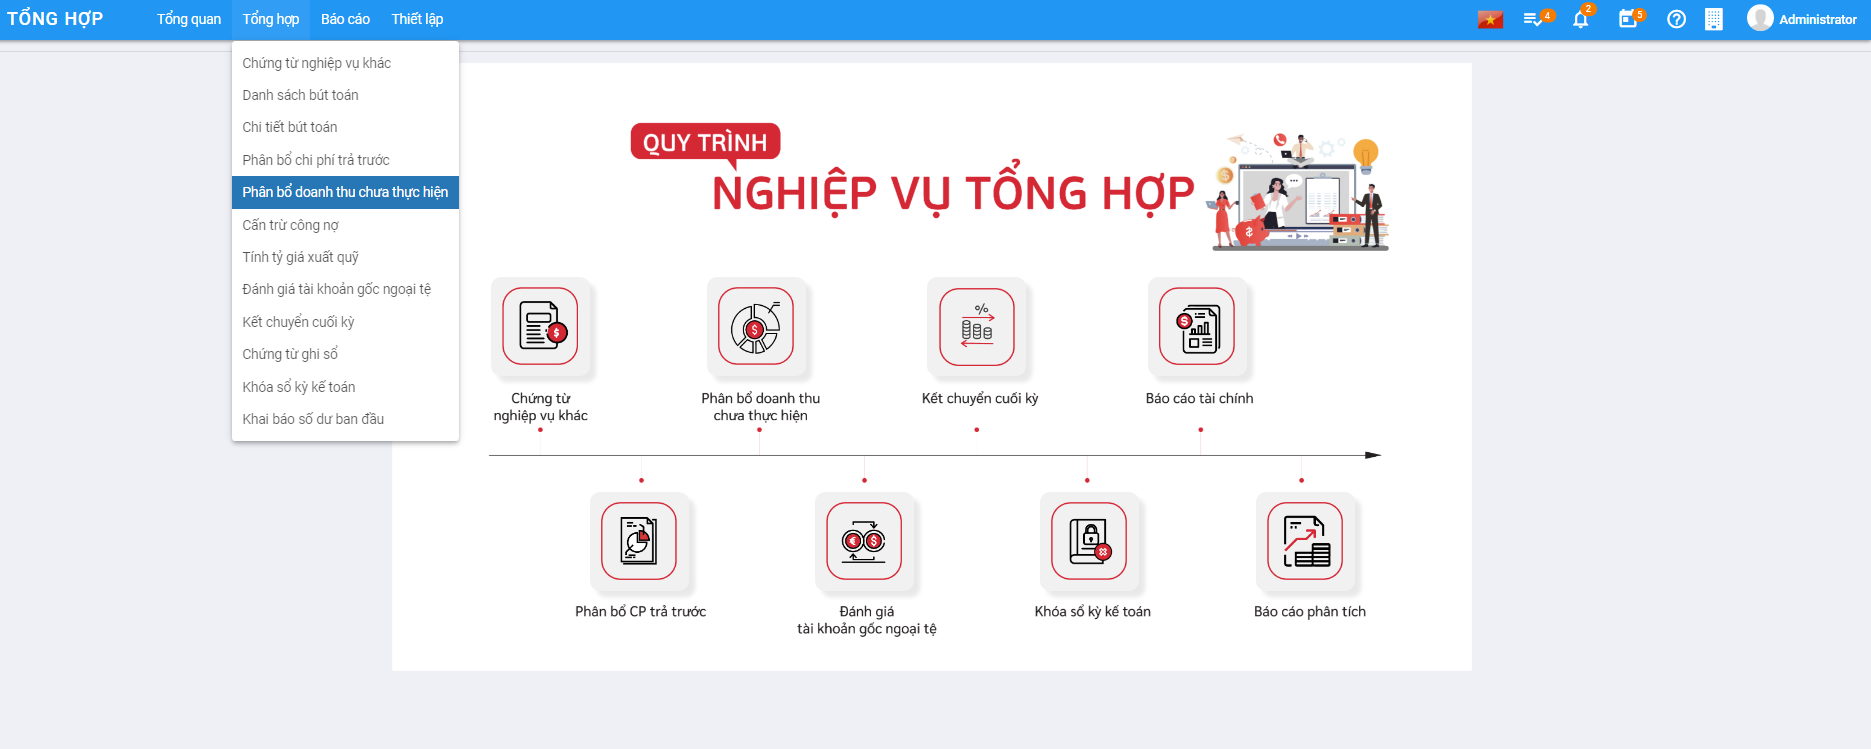 TỔNG HỢP
Tổng quan
Tổng hợp
Báo cáo
Thiết lập
4
2
5
Administrator
Chứng từ nghiệp vụ khác
Danh sách bút toán
Chi tiết bút toán
Phân bổ chi phí trả trước
Phân bổ doanh thu chưa thực hiện
Cấn trừ công nợ
Tính tỷ giá xuất quỹ
Đánh giá tài khoản gốc ngoại tệ
Kết chuyển cuối kỳ
Chứng từ ghi sổ
Khóa sổ kỳ kế toán
Khai báo số dư ban đầu
QUY TRÌNH
NGHIỆP VỤ TỔNG HỢP
Chứng từ
nghiệp vụ khác
Phân bổ doanh thu
chưa thực hiện
Kết chuyển cuối kỳ
Báo cáo tài chính
Phân bổ CP trả trước
Đánh giá
tài khoản gốc ngoại tệ
Khóa sổ kỳ kế toán
Báo cáo phân tích